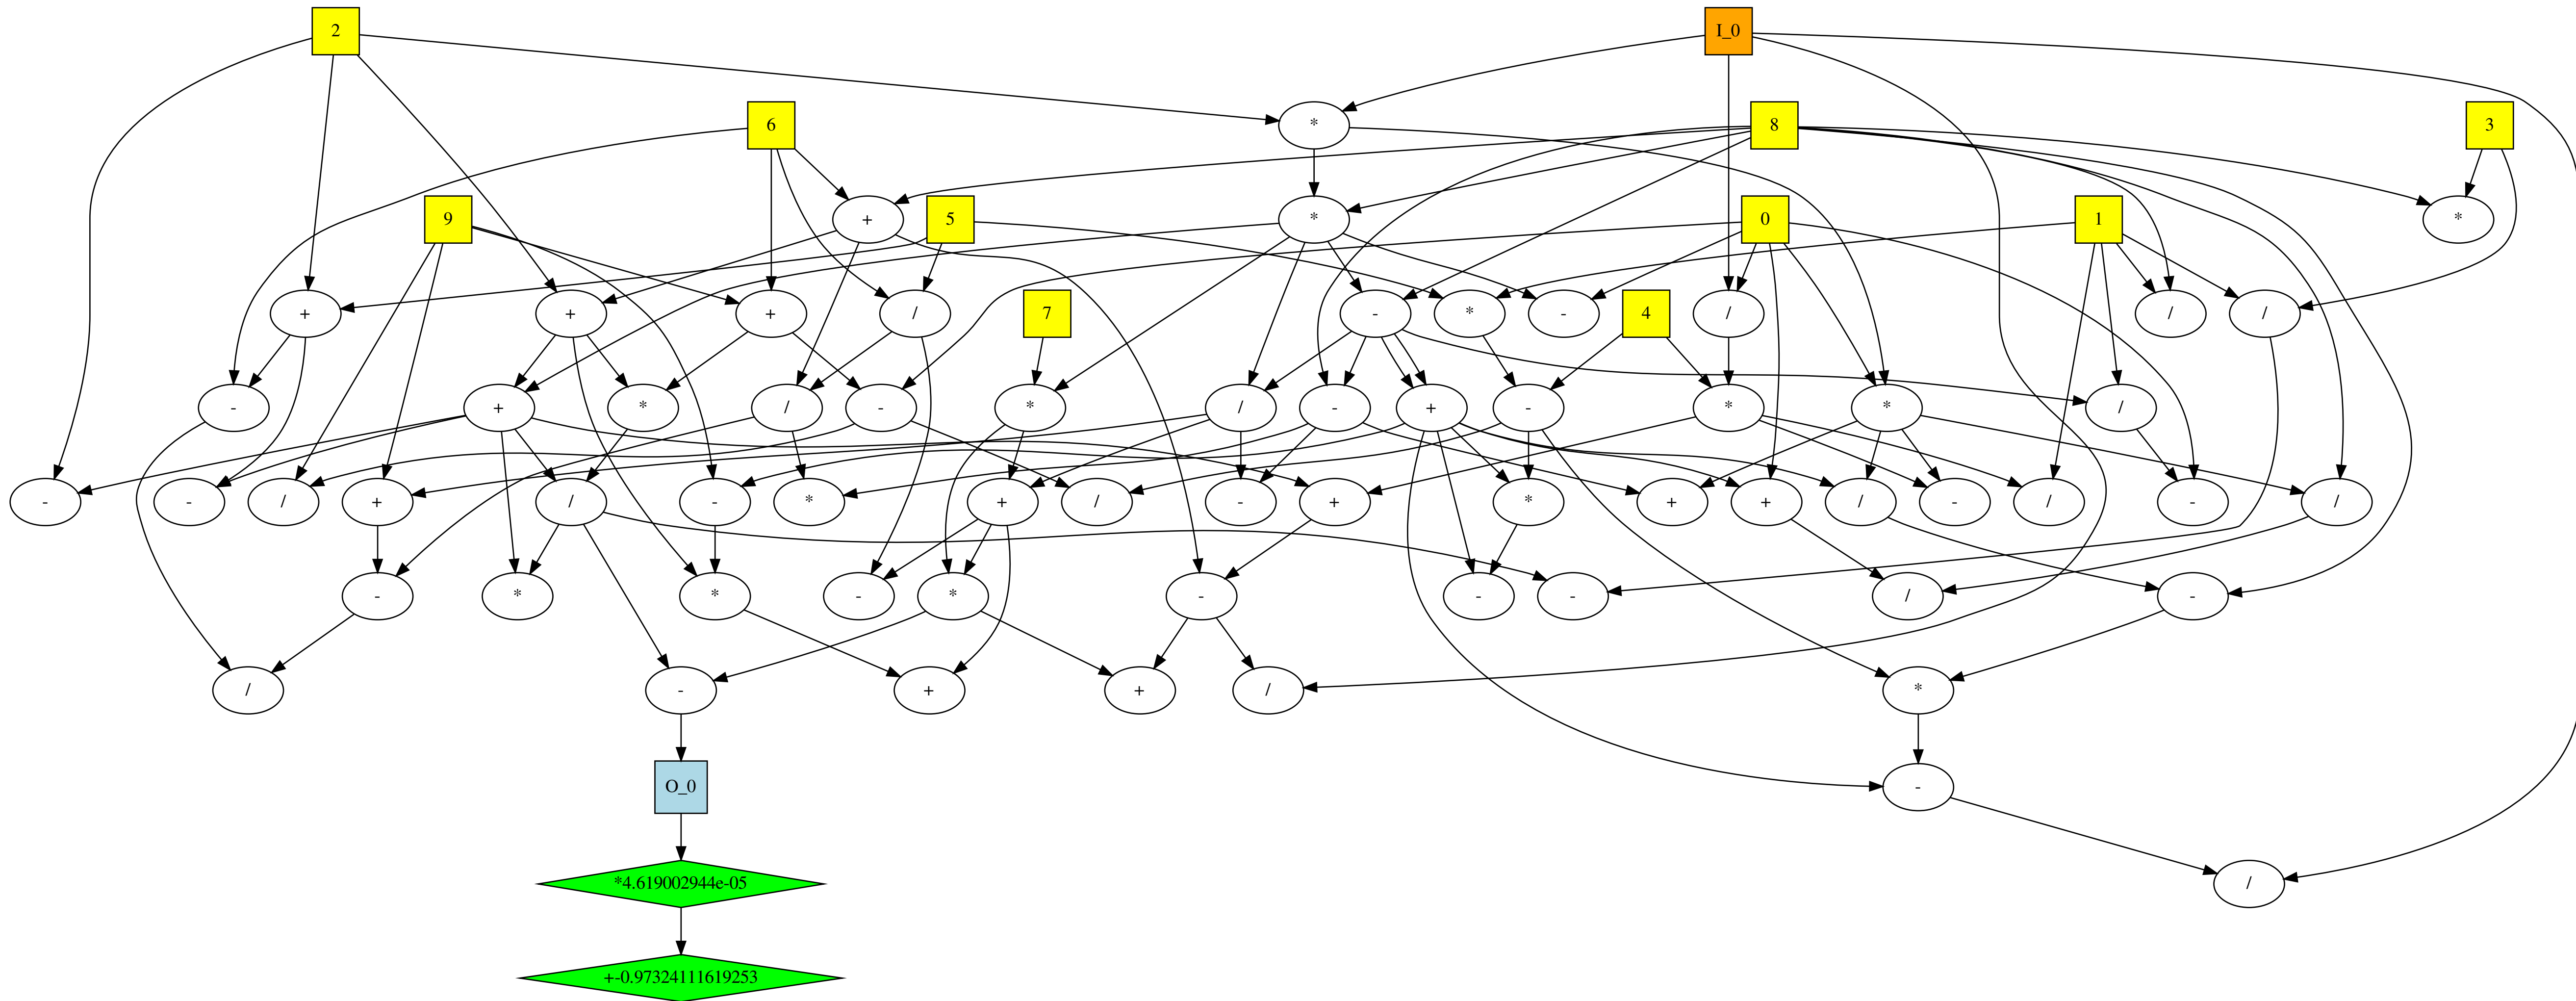 2 I_0
6 * 8 3
9 + 5 * 0 1 *
+ + + / 7 - * - 4 / / /
- + * / - * / - + - * * /
- - / + * / - * - + / - * + + / - / - /
- * * - * - - - / -
/ - + + / *
O_0 -
*4.619002944e-05 /
+-0.97324111619253